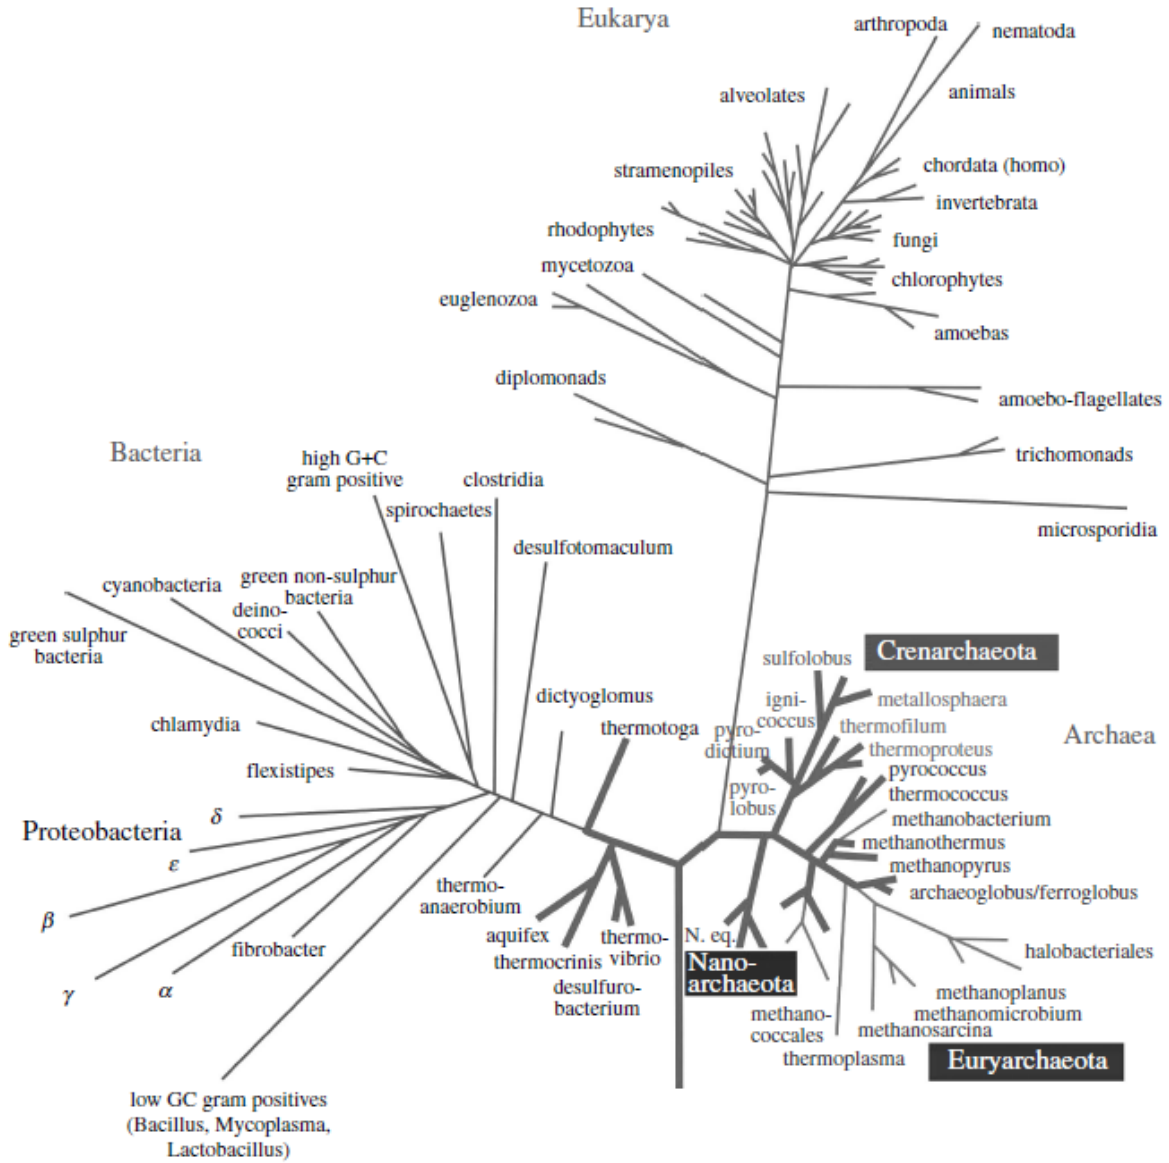 Eukarya
arthropoda
nematoda
alveolates
animals
stramenopiles
chordata (homo)
invertebrata
rhodophytes
fungi
mycetozoa
chlorophytes
euglenozoa
amoebas
diplomonads
amoebo-flagellates
Bacteria
high G+C
gram positive
clostridia
trichomonads
spirochaetes
microsporidia
desulfotomaculum
green non-sulphur
bacteria
cyanobacteria
deino-
cocci
green sulphur
bacteria
Crenarchaeota
sulfolobus
dictyoglomus
igni-
coccus
metallosphaera
chlamydia
thermotoga
pyro-
dictium
thermofilum
Archaea
thermoproteus
flexistipes
pyrococcus
pyro-
lobus
thermococcus
δ
methanobacterium
Proteobacteria
methanothermus
ε
methanopyrus
thermo-
anaerobium
archaeoglobus/ferroglobus
β
fibrobacter
aquifex
thermo-
vibrio
N. eq.
halobacteriales
thermocrinis
Nano-
archaeota
γ
α
desulfuro-
bacterium
methanoplanus
methano-
coccales
methanomicrobium
methanosarcina
thermoplasma
Euryarchaeota
low GC gram positives
(Bacillus, Mycoplasma,
Lactobacillus)